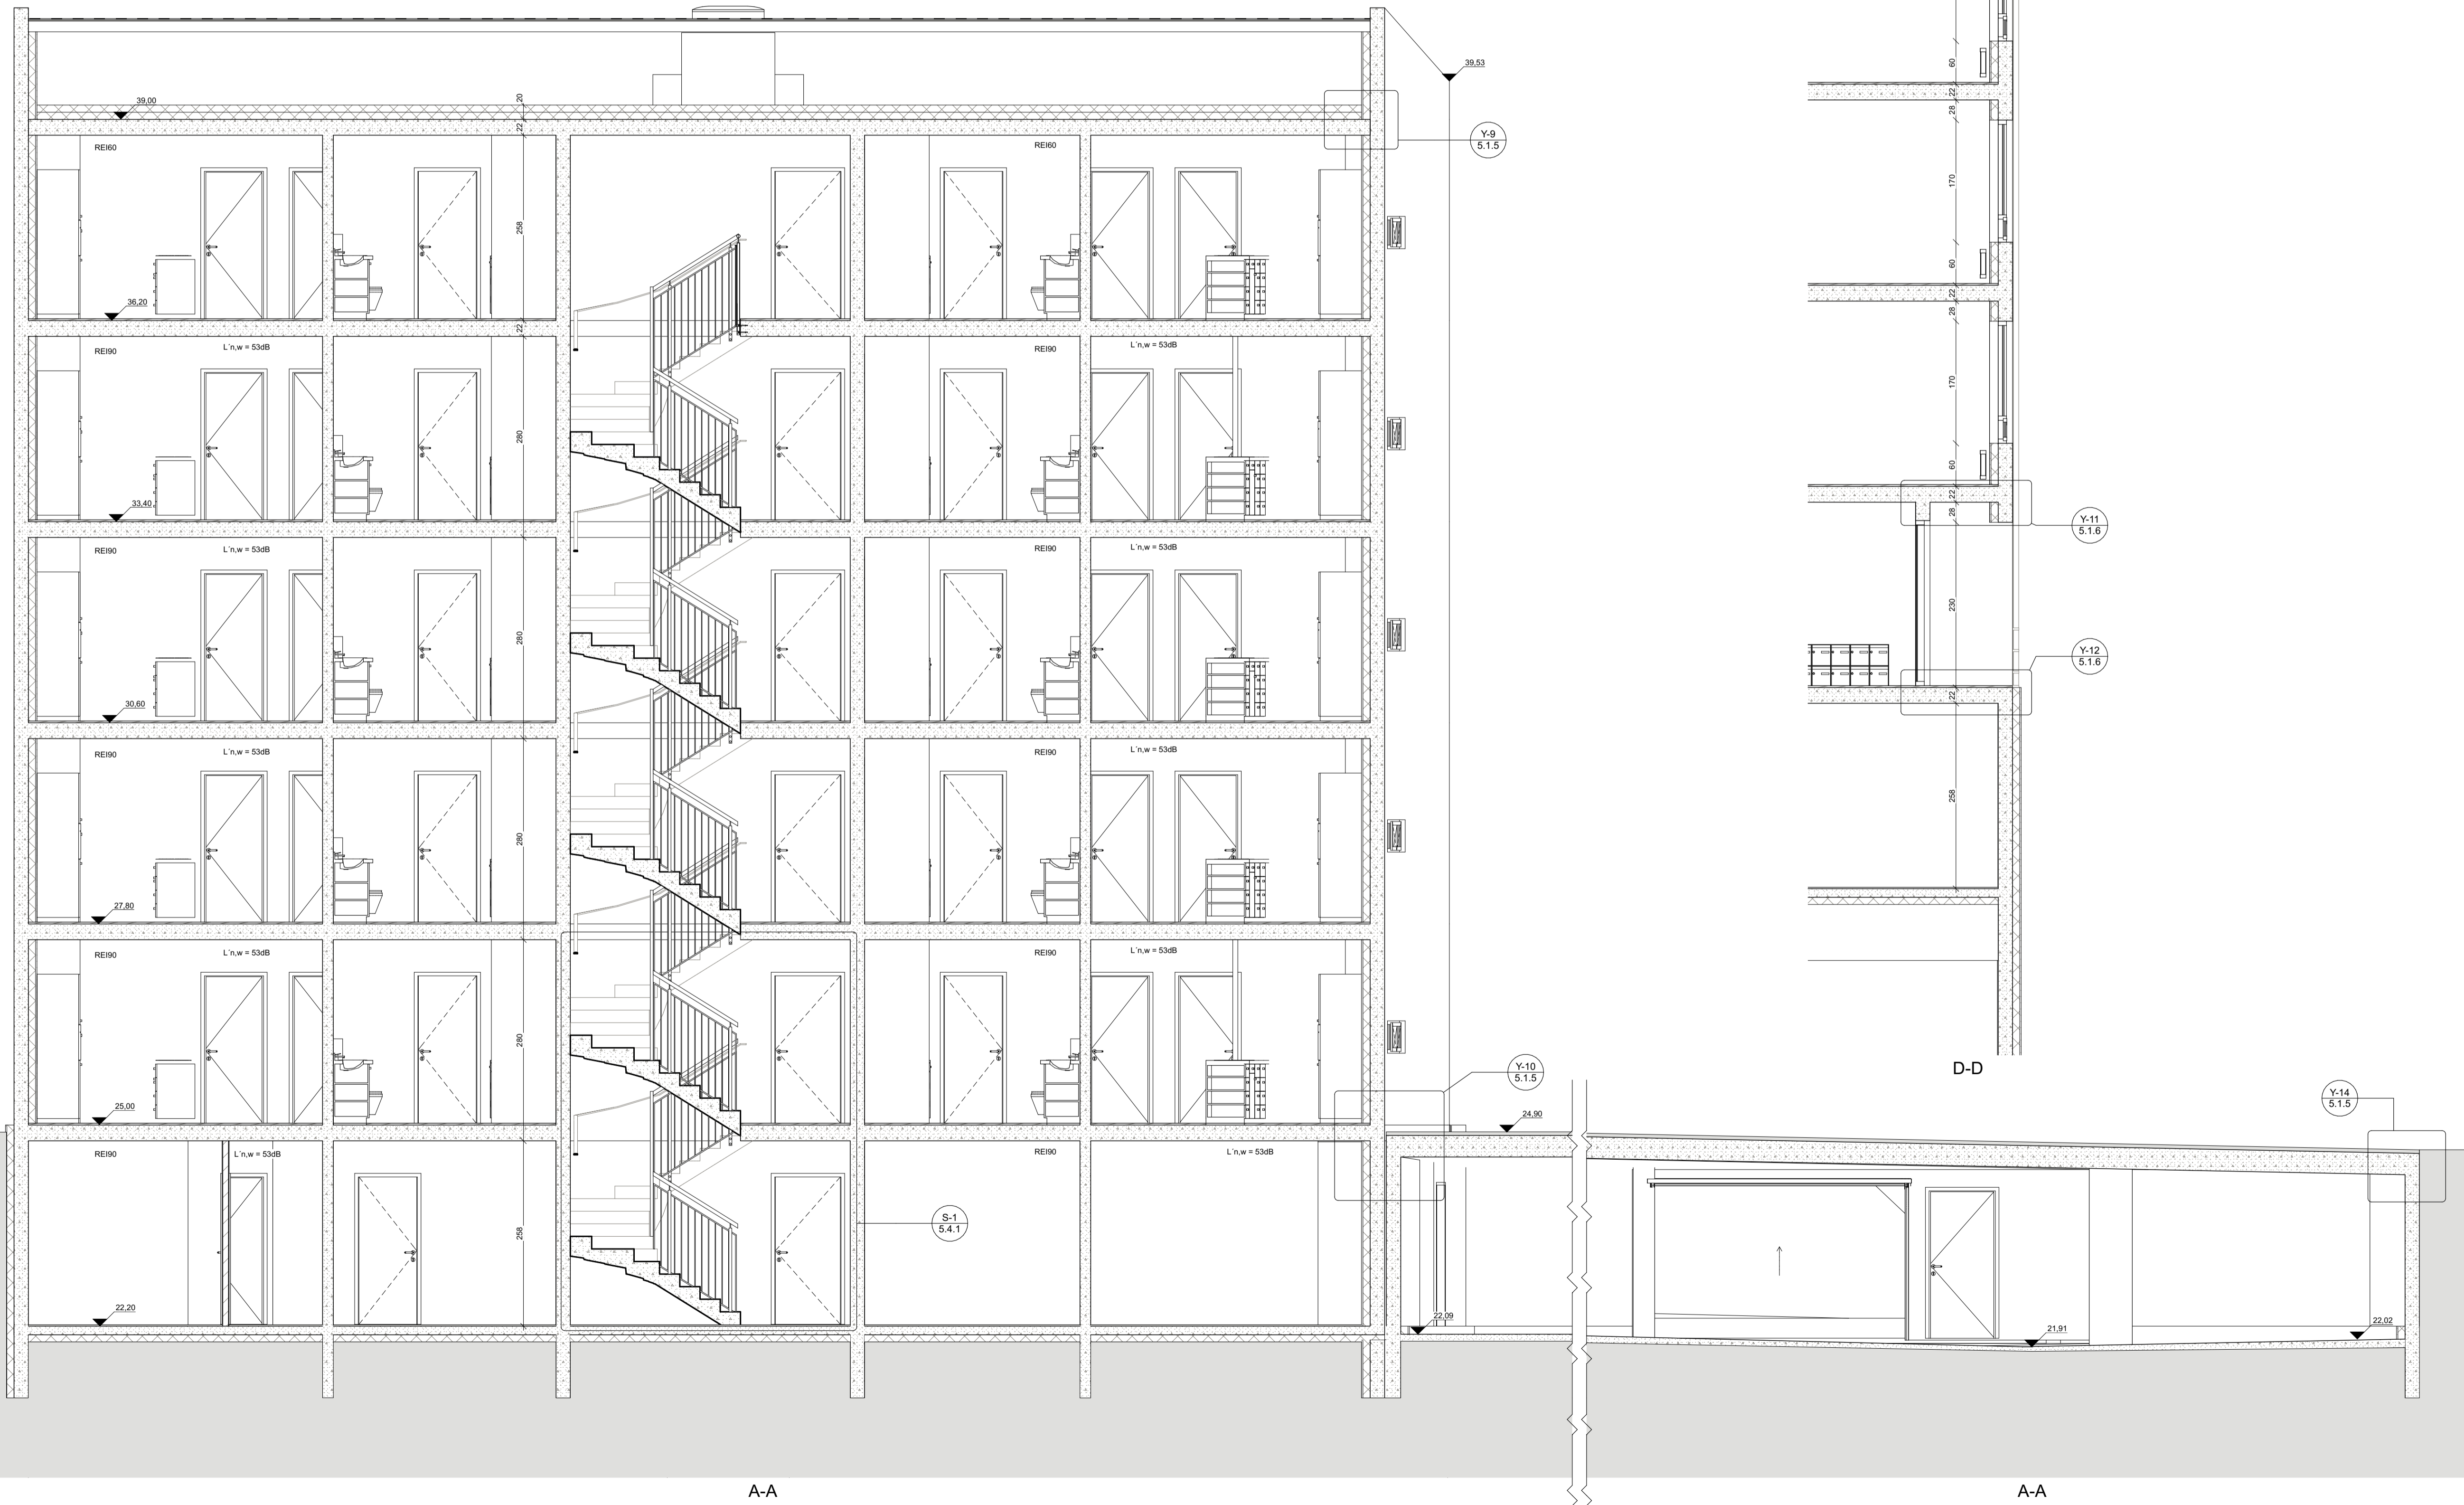 39,53
60
22
28
39,00
20
22
Y-9
5.1.5
REI60
REI60
170
258
60
36,20
22
22
28
REI90
L´n,w = 53dB
REI90
L´n,w = 53dB
170
280
60
33,40
22
28
Y-11
5.1.6
REI90
L´n,w = 53dB
REI90
L´n,w = 53dB
230
280
Y-12
5.1.6
30,60
22
REI90
L´n,w = 53dB
REI90
L´n,w = 53dB
258
280
27,80
REI90
L´n,w = 53dB
REI90
L´n,w = 53dB
280
Y-10
5.1.5
D-D
Y-14
5.1.5
25,00
24,90
REI90
L´n,w = 53dB
REI90
L´n,w = 53dB
S-1
5.4.1
258
22,20
22,09
21,91
22,02
A-A
A-A